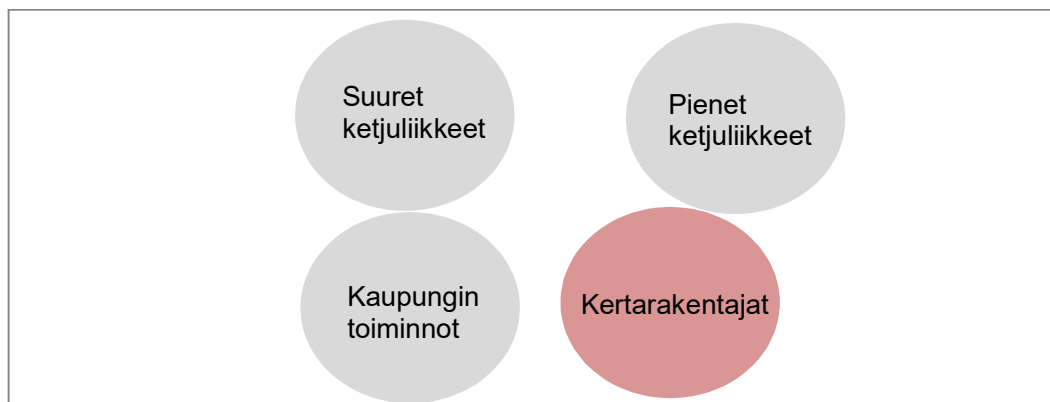 Suuret
ketjuliikkeet
Pienet
ketjuliikkeet
Kaupungin
toiminnot
Kertarakentajat